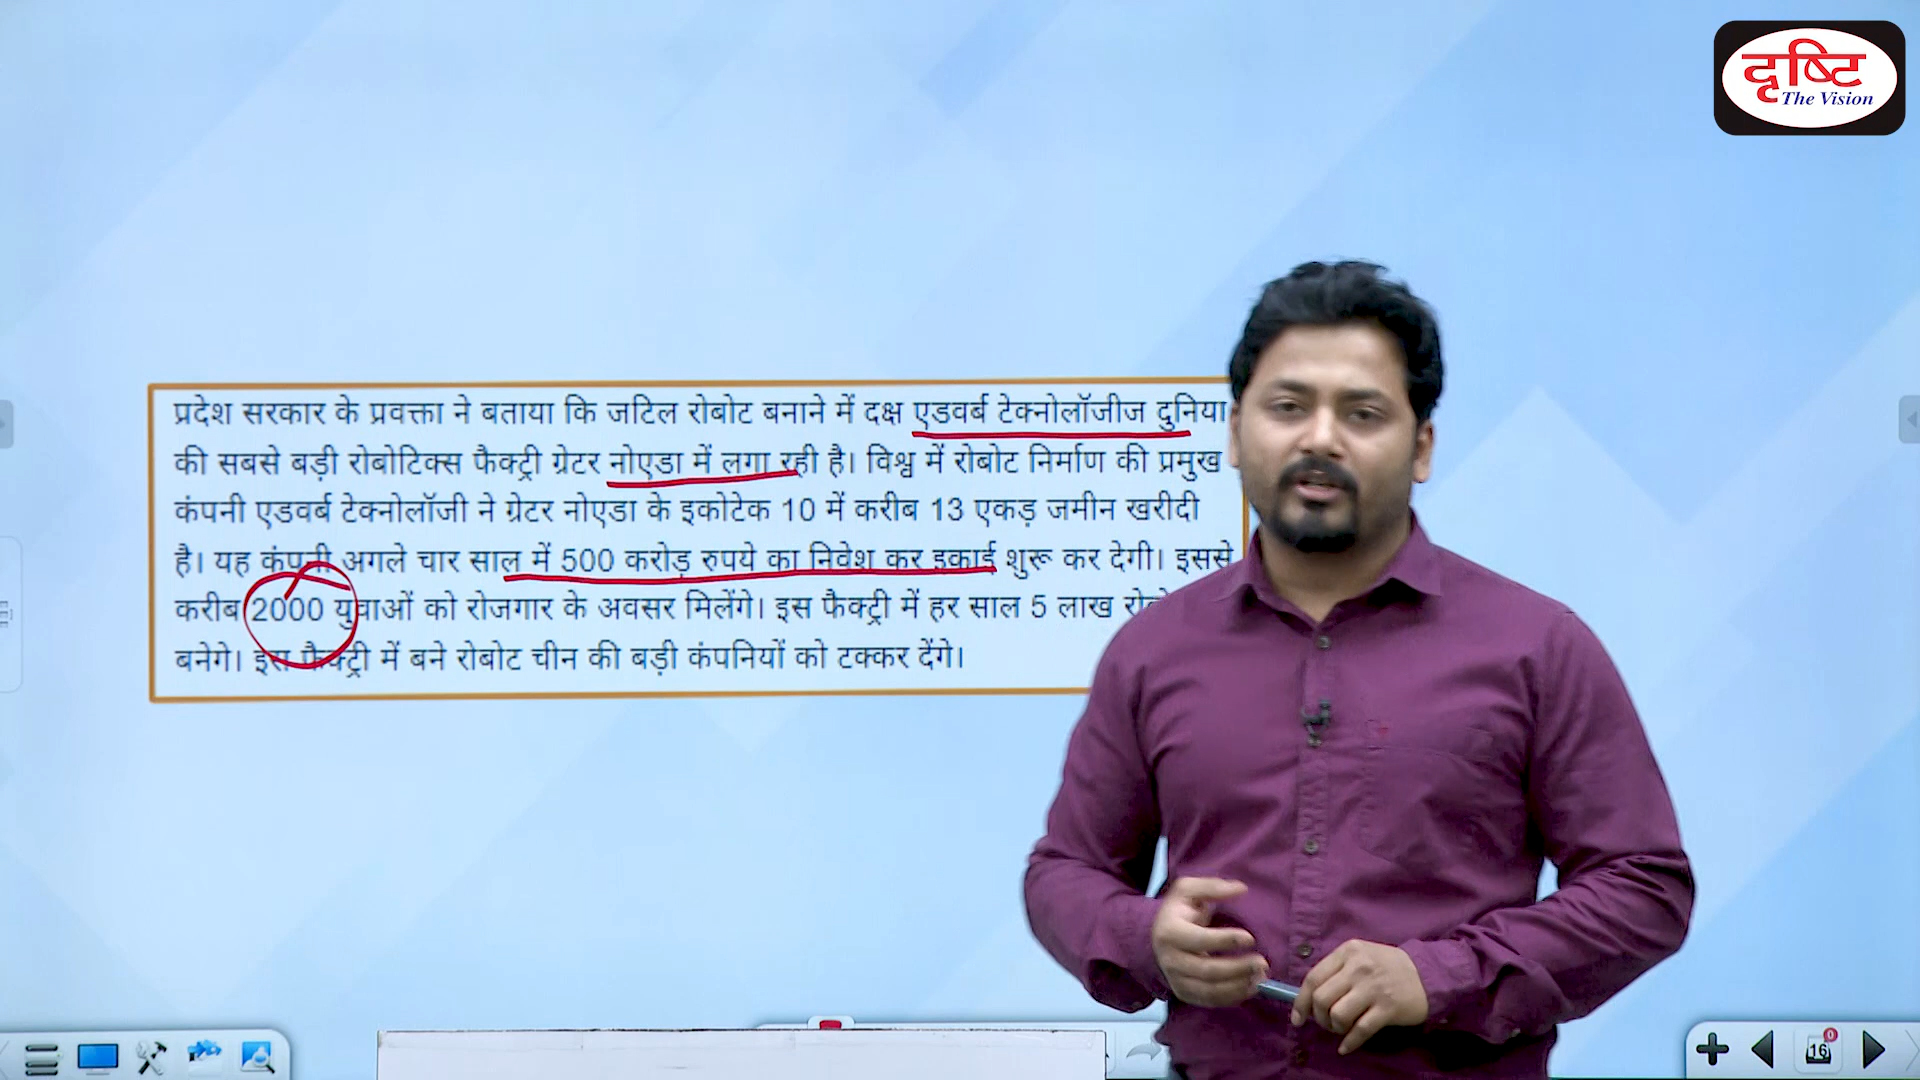 दृष्टि
The Vision
प्रदेश सरकार के प्रवक्ता ने बताया कि जटिल रोबोट बनाने में दक्ष एडवर्ब टेक्नोलॉजीज दुनिया
की सबसे बड़ी रोबोटिक्स फैक्ट्री ग्रेटर नोएडा में लगा रही है। विश्व में रोबोट निर्माण की प्रमुख
कंपनी एडवर्ब टेक्नोलॉजी ने ग्रेटर नोएडा के इकोटेक 10 में करीब 13 एकड़ जमीन खरीदी
है। यह कंपनी अगले चार साल में 500 करोड़ रुपये का निवेश कर इकाई शुरू कर देगी। इससे
करीब 2000 युवाओं को रोजगार के अवसर मिलेंगे। इस फैक्ट्री में हर साल 5 लाख
बनेगे। इस फैक्ट्री में बने रोबोट चीन की बड़ी कंपनियों को टक्कर देंगे।
0
16